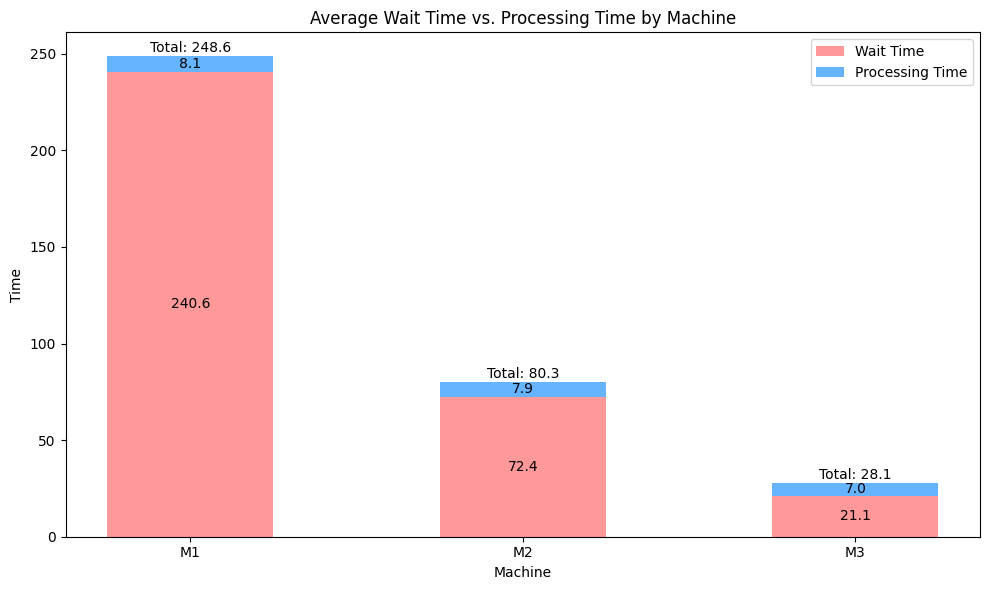 Average Wait Time vs. Processing Time by Machine
Wait Time
Processing Time
Time
250
200
150
100
50
0
Total: 248.6
8.1
240.6
Total: 80.3
7.9
72.4
Total: 28.1
7.0
21.1
M1
M2
M3
Machine